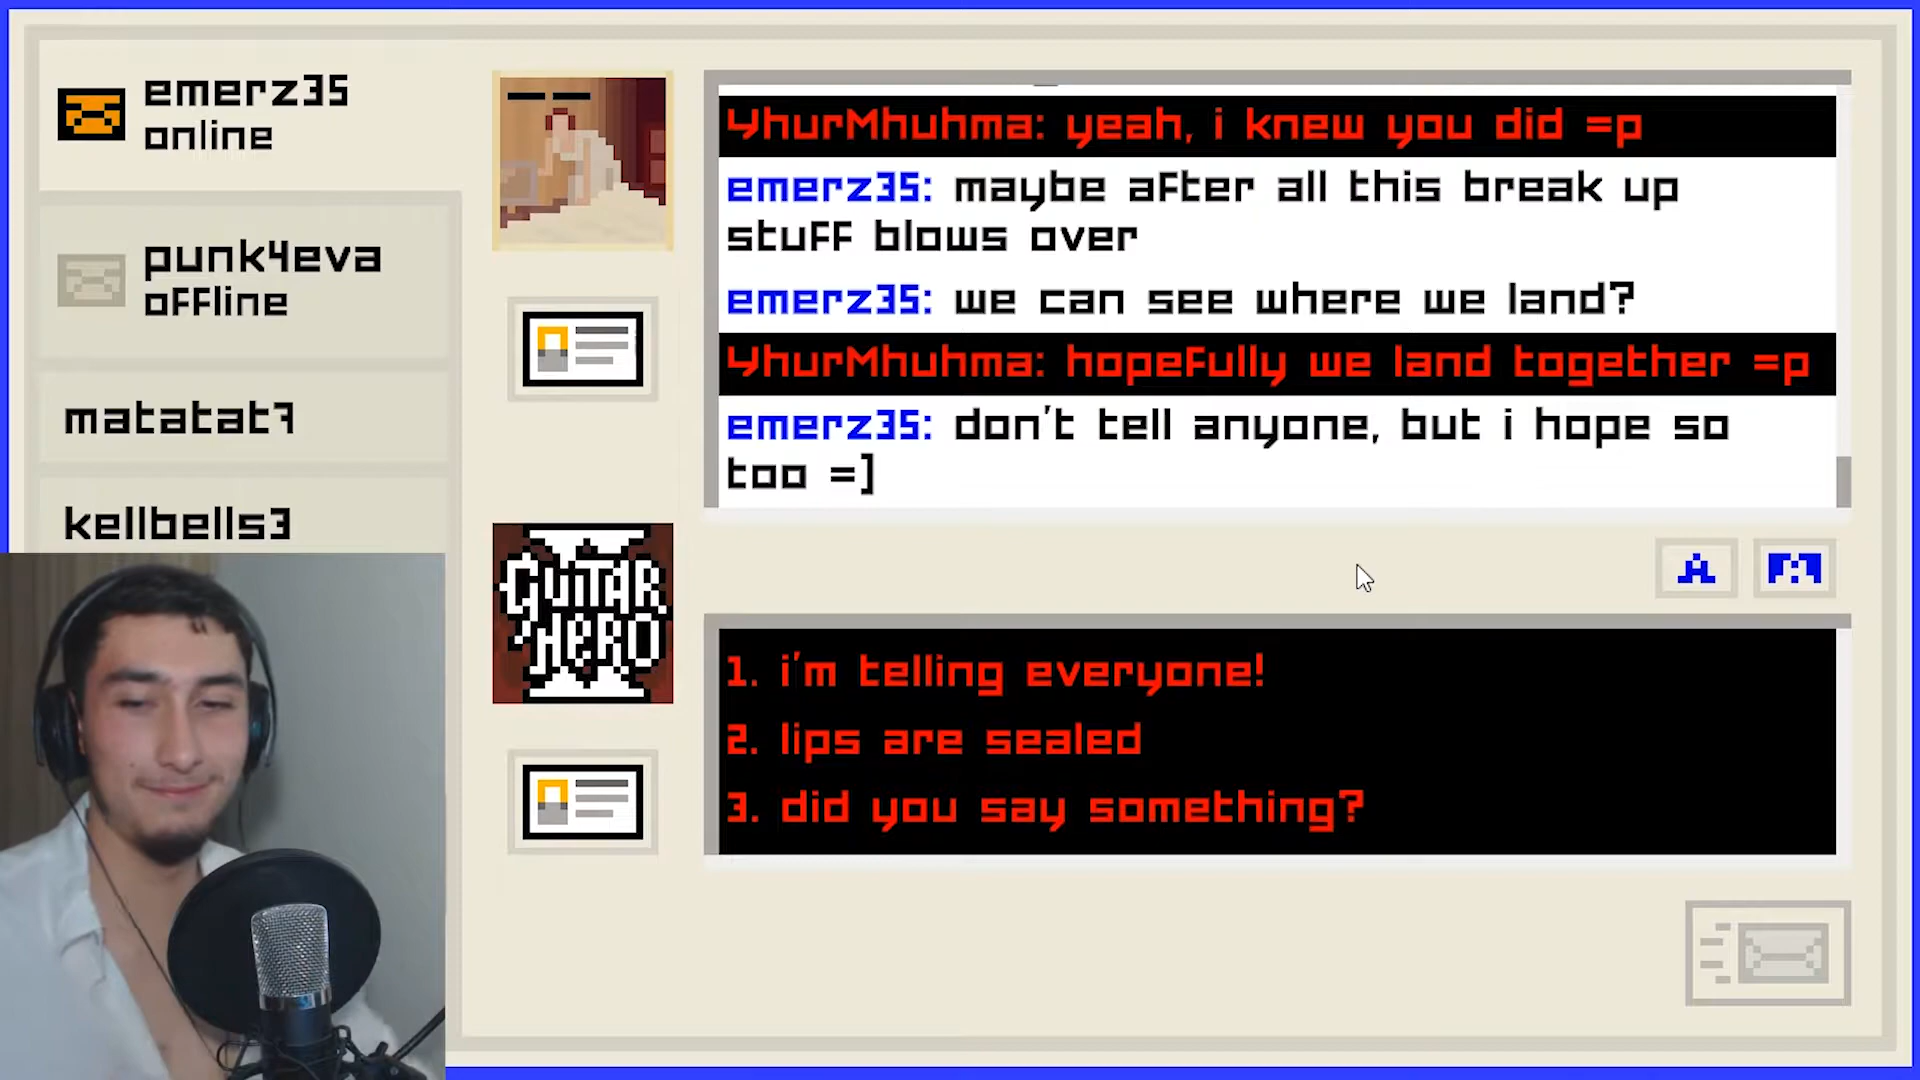 emerz35
online
punk4eva
offline
matatat7
kellbells3
YhurMhuhma: yeah, i knew you did =p
emerz35: maybe after all this break up
stuff blows over
emerz35: we can see where we land?
YhurMhuhma: hopefully we land together =p
emerz35: don't tell anyone, but i hope so
too =]
GUITAR
HERO
A
1. i'm telling everyone!
2. lips are sealed
3. did you say something?